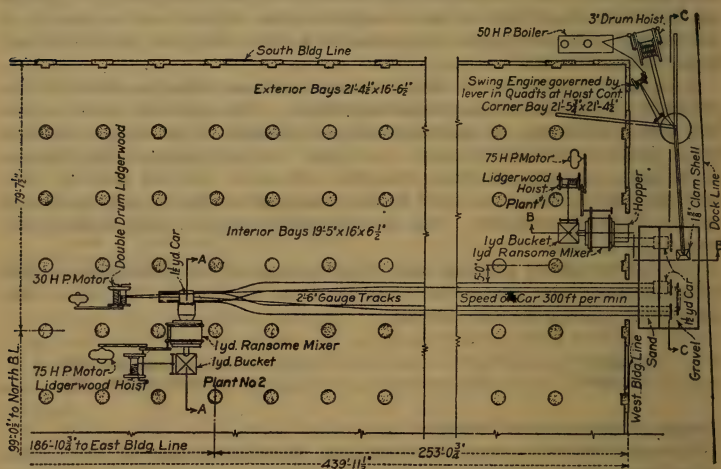 50 H P. Boiler
3" Drum Hoist
C
South Bldg Line
Exterior Bays 21'-4½" x 16'-6½"
Swing Engine governed by
lever in Quad'ts at Hoist Cont.
Corner Bay 21'-5¾" x 21'-4½"
79'-7½"
Double Drum Lidgerwood
75 H P. Motor
Lidgerwood
Hoist
Plant #1
Hopper
1⅛" Clam Shell
Dock Line
B
Interior Bays 19'-5" x 16' x 6½"
1½ yd Car
A
1 yd Bucket
1 yd Ransome Mixer
5'-0"
30 H P. Motor
2'-6" Gauge Tracks
Speed of Car 300 ft per min
1½ yd Car
1 yd. Ransome Mixer
1 yd. Bucket
75 H P. Motor
Lidgerwood Hoist
Plant No 2
A
West. Bldg Line
Sand
Gravel
C
99'-0½" to North B.L.
186'-10¾" to East Bldg. Line
253'-0¾"
439'-11½"